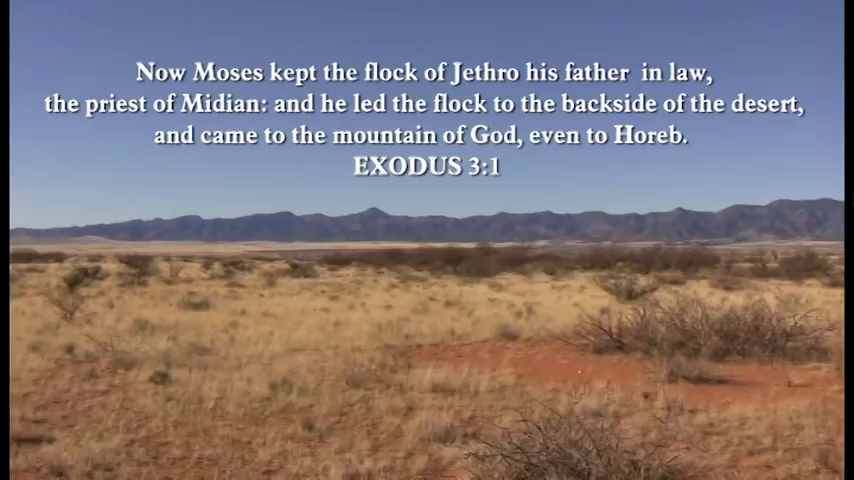 Now Moses kept the flock of Jethro his father in law,
the priest of Midian: and he led the flock to the backside of the desert,
and came to the mountain of God, even to Horeb.
EXODUS 3:1